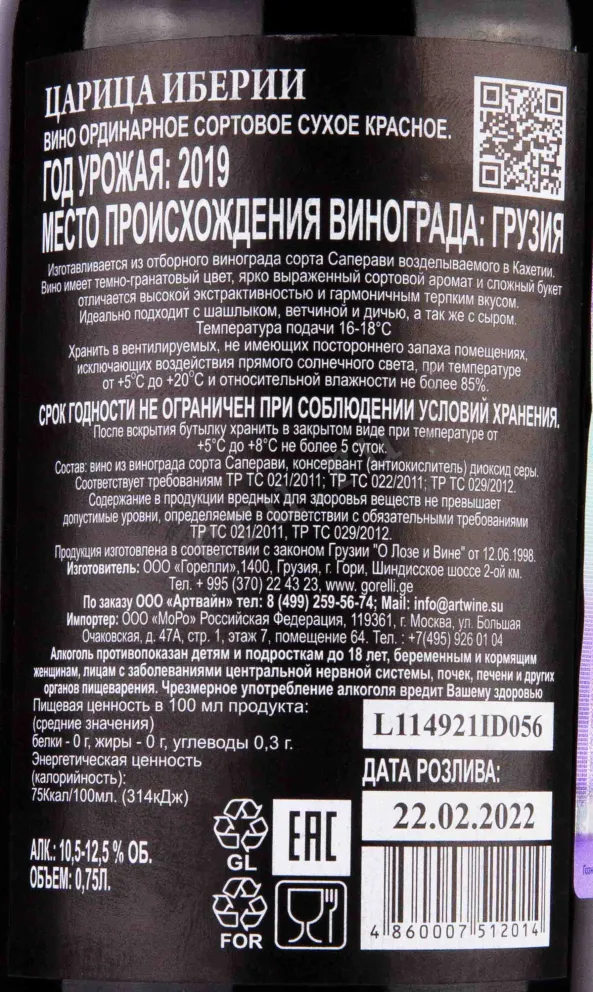 ЦАРИЦА ИБЕРИИ
ВИНО ОРДИНАРНОЕ СОРТОВОЕ СУХОЕ КРАСНОЕ.
ГОД УРОЖАЯ: 2019
МЕСТО ПРОИСХОЖДЕНИЯ ВИНОГРАДА: ГРУЗИЯ
Изготавливается из отборного винограда сорта Саперави возделываемого в Кахетии.
Вино имеет темно-гранатовый цвет, ярко выраженный сортовой аромат и сложный букет
отличается высокой экстрактивностью и гармоничным терпким вкусом.
Идеально подходит с шашлыком, ветчиной и дичью, а так же с сыром.
Температура подачи 16-18°С
Хранить в вентилируемых, не имеющих постороннего запаха помещениях,
исключающих воздействия прямого солнечного света, при температуре
от +5°С до +20°С и относительной влажности не более 85%.
СРОК ГОДНОСТИ НЕ ОГРАНИЧЕН ПРИ СОБЛЮДЕНИИ УСЛОВИЙ ХРАНЕНИЯ.
После вскрытия бутылку хранить в закрытом виде при температуре от
+5°С до +8°С не более 5 суток.
Состав: вино из винограда сорта Саперави, консервант (антиокислитель) диоксид серы.
Соответствует требованиям ТР ТС 021/2011; ТР ТС 022/2011; ТР ТС 029/2012.
Содержание в продукции вредных для здоровья веществ не превышает
допустимые уровни, определяемые в соответствии с обязательными требованиями
ТР ТС 021/2011, ТР ТС 029/2012.
Продукция изготовлена в соответствии с законом Грузии "О Лозе и Вине" от 12.06.1998.
Изготовитель: ООО «Горелли»,1400, Грузия, г. Гори, Шиндисское шоссе 2-ой км.
Тел. + 995 (370) 22 43 23, www.gorelli.ge
По заказу ООО «Артвайн» тел: 8 (499) 259-56-74; Mail: info@artwine.su
Импортер: ООО «МоРо» Российская Федерация, 119361, г. Москва, ул. Большая
Очаковская, д. 47А, стр. 1, этаж 7, помещение 64. Тел. : +7(495) 926 01 04
Алкоголь противопоказан детям и подросткам до 18 лет, беременным и кормящим
женщинам, лицам с заболеваниями центральной нервной системы, почек, печени и других
органов пищеварения. Чрезмерное употребление алкоголя вредит Вашему здоровью
Пищевая ценность в 100 мл продукта:
(средние значения)
белки - 0 г, жиры - 0 г, углеводы 0,3 г.
Энергетическая ценность
(калорийность):
75Ккал/100мл. (314кДж)
L114921ID056
ДАТА РОЗЛИВА:
22.02.2022
АЛК.: 10,5-12,5 % ОБ.
ОБЪЕМ: 0,75Л.
GL
EAC
FOR
4 860007 512014